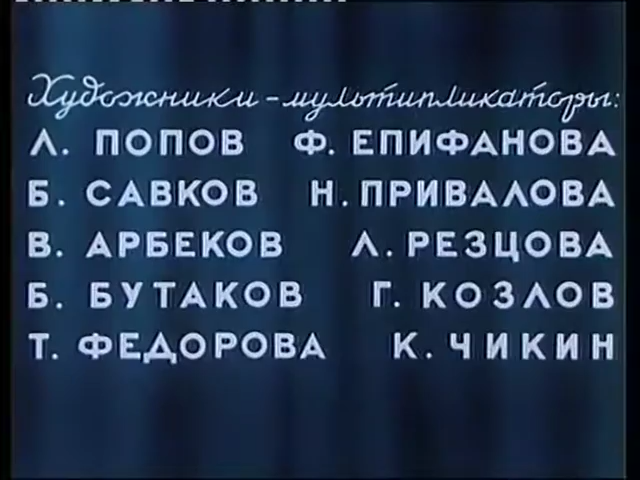 Художники-мультипликаторы:
Л. ПОПОВ Ф. ЕПИФАНОВА
Б. САВКОВ Н. ПРИВАЛОВА
В. АРБЕКОВ Л. РЕЗЦОВА
Б. БУТАКОВ Г. КОЗЛОВ
Т. ФЕДОРОВА К. ЧИКИН